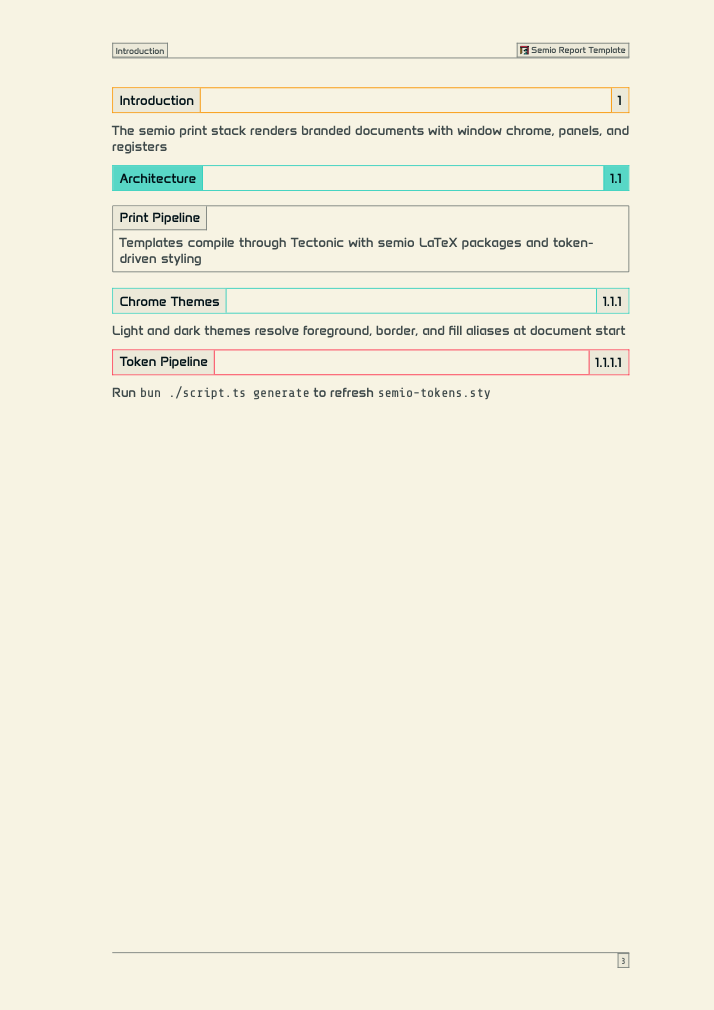 Introduction
Semio Report Template
Introduction
1
The semio print stack renders branded documents with window chrome, panels, and
registers
Architecture
1.1
Print Pipeline
Templates compile through Tectonic with semio LaTeX packages and token-
driven styling
Chrome Themes
1.1.1
Light and dark themes resolve foreground, border, and fill aliases at document start
Token Pipeline
1.1.1.1
Run bun ./script.ts generate to refresh semio-tokens.sty
3